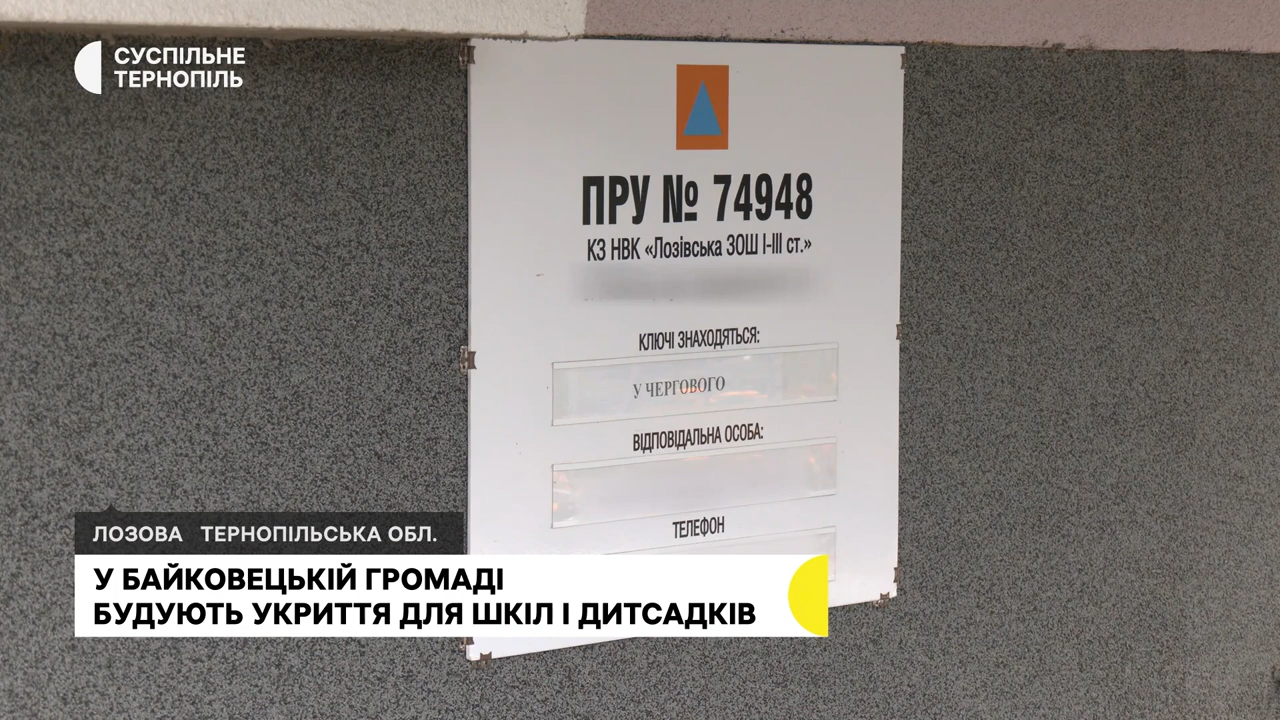 СУСПІЛЬНЕ
ТЕРНОПІЛЬ
ПРУ № 74948
КЗ НВК «Лозівська ЗОШ І-ІІІ ст.»
КЛЮЧІ ЗНАХОДЯТЬСЯ:
У ЧЕРГОВОГО
ВІДПОВІДАЛЬНА ОСОБА:
ТЕЛЕФОН
ЛОЗОВА ТЕРНОПІЛЬСЬКА ОБЛ.
У БАЙКОВЕЦЬКІЙ ГРОМАДІ
БУДУЮТЬ УКРИТТЯ ДЛЯ ШКІЛ І ДИТСАДКІВ